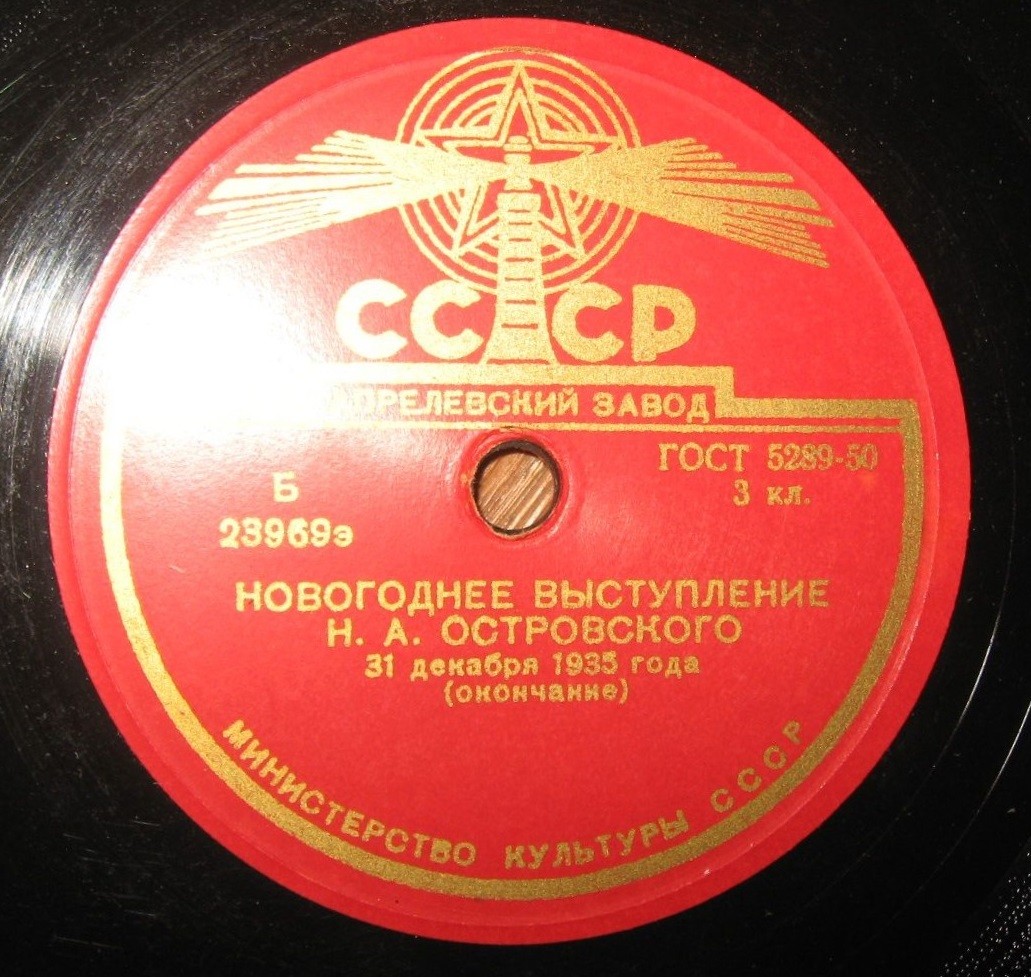 СССР
АПРЕЛЕВСКИЙ ЗАВОД
ГОСТ 5289-50
3 кл.
Б
23969э
НОВОГОДНЕЕ ВЫСТУПЛЕНИЕ
Н. А. ОСТРОВСКОГО
31 декабря 1935 года
(окончание)
МИНИСТЕРСТВО КУЛЬТУРЫ СССР